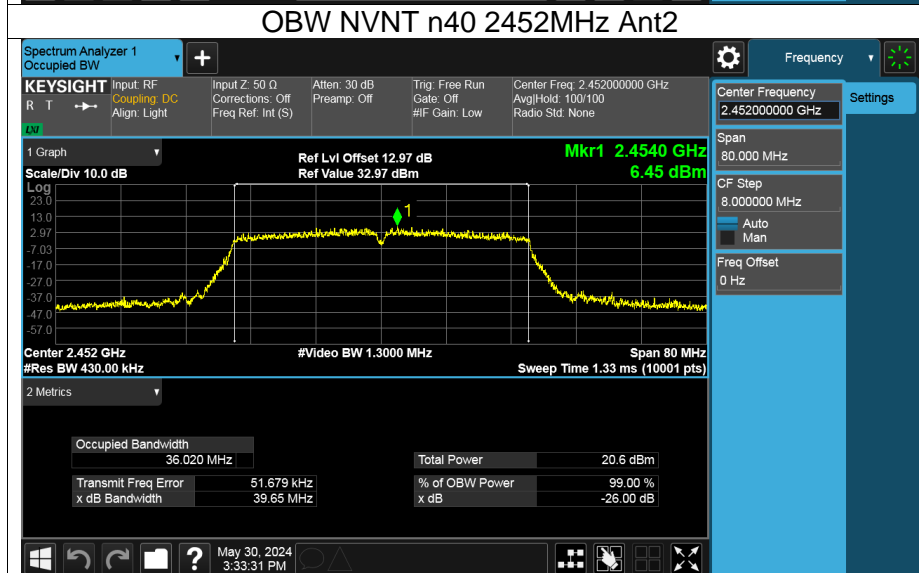 OBW NVNT n40 2452MHz Ant2
Spectrum Analyzer 1
Occupied BW
+
Frequency
KEYSIGHT
R T
LXI
Input: RF
Coupling: DC
Align: Light
Input Z: 50 Ω
Corrections: Off
Freq Ref: Int (S)
Atten: 30 dB
Preamp: Off
Trig: Free Run
Gate: Off
#IF Gain: Low
Center Freq: 2.452000000 GHz
Avg|Hold: 100/100
Radio Std: None
Center Frequency
2.452000000 GHz
Settings
Span
80.000 MHz
CF Step
8.000000 MHz
Auto
Man
Freq Offset
0 Hz
1 Graph
Scale/Div 10.0 dB
Ref Lvl Offset 12.97 dB
Ref Value 32.97 dBm
Mkr1 2.4540 GHz
6.45 dBm
Log
23.0
13.0
2.97
-7.03
-17.0
-27.0
-37.0
-47.0
-57.0
1
Center 2.452 GHz
#Res BW 430.00 kHz
#Video BW 1.3000 MHz
Span 80 MHz
Sweep Time 1.33 ms (10001 pts)
2 Metrics
Occupied Bandwidth
36.020 MHz
Total Power 20.6 dBm
Transmit Freq Error 51.679 kHz
% of OBW Power 99.00 %
x dB Bandwidth 39.65 MHz
x dB -26.00 dB
?
May 30, 2024
3:33:31 PM